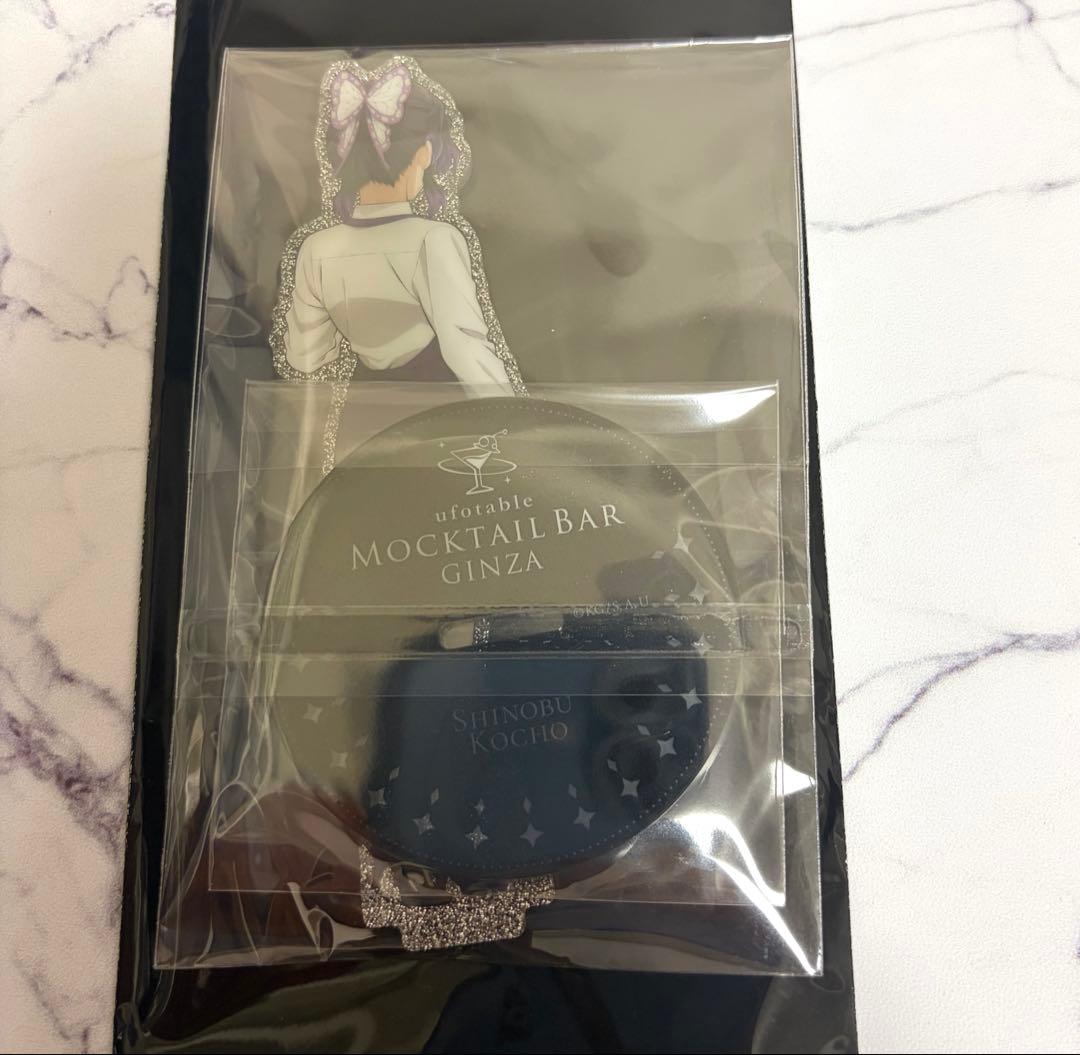 ufotable
MOCKTAIL BAR
GINZA
SHINOBU
KOCHO